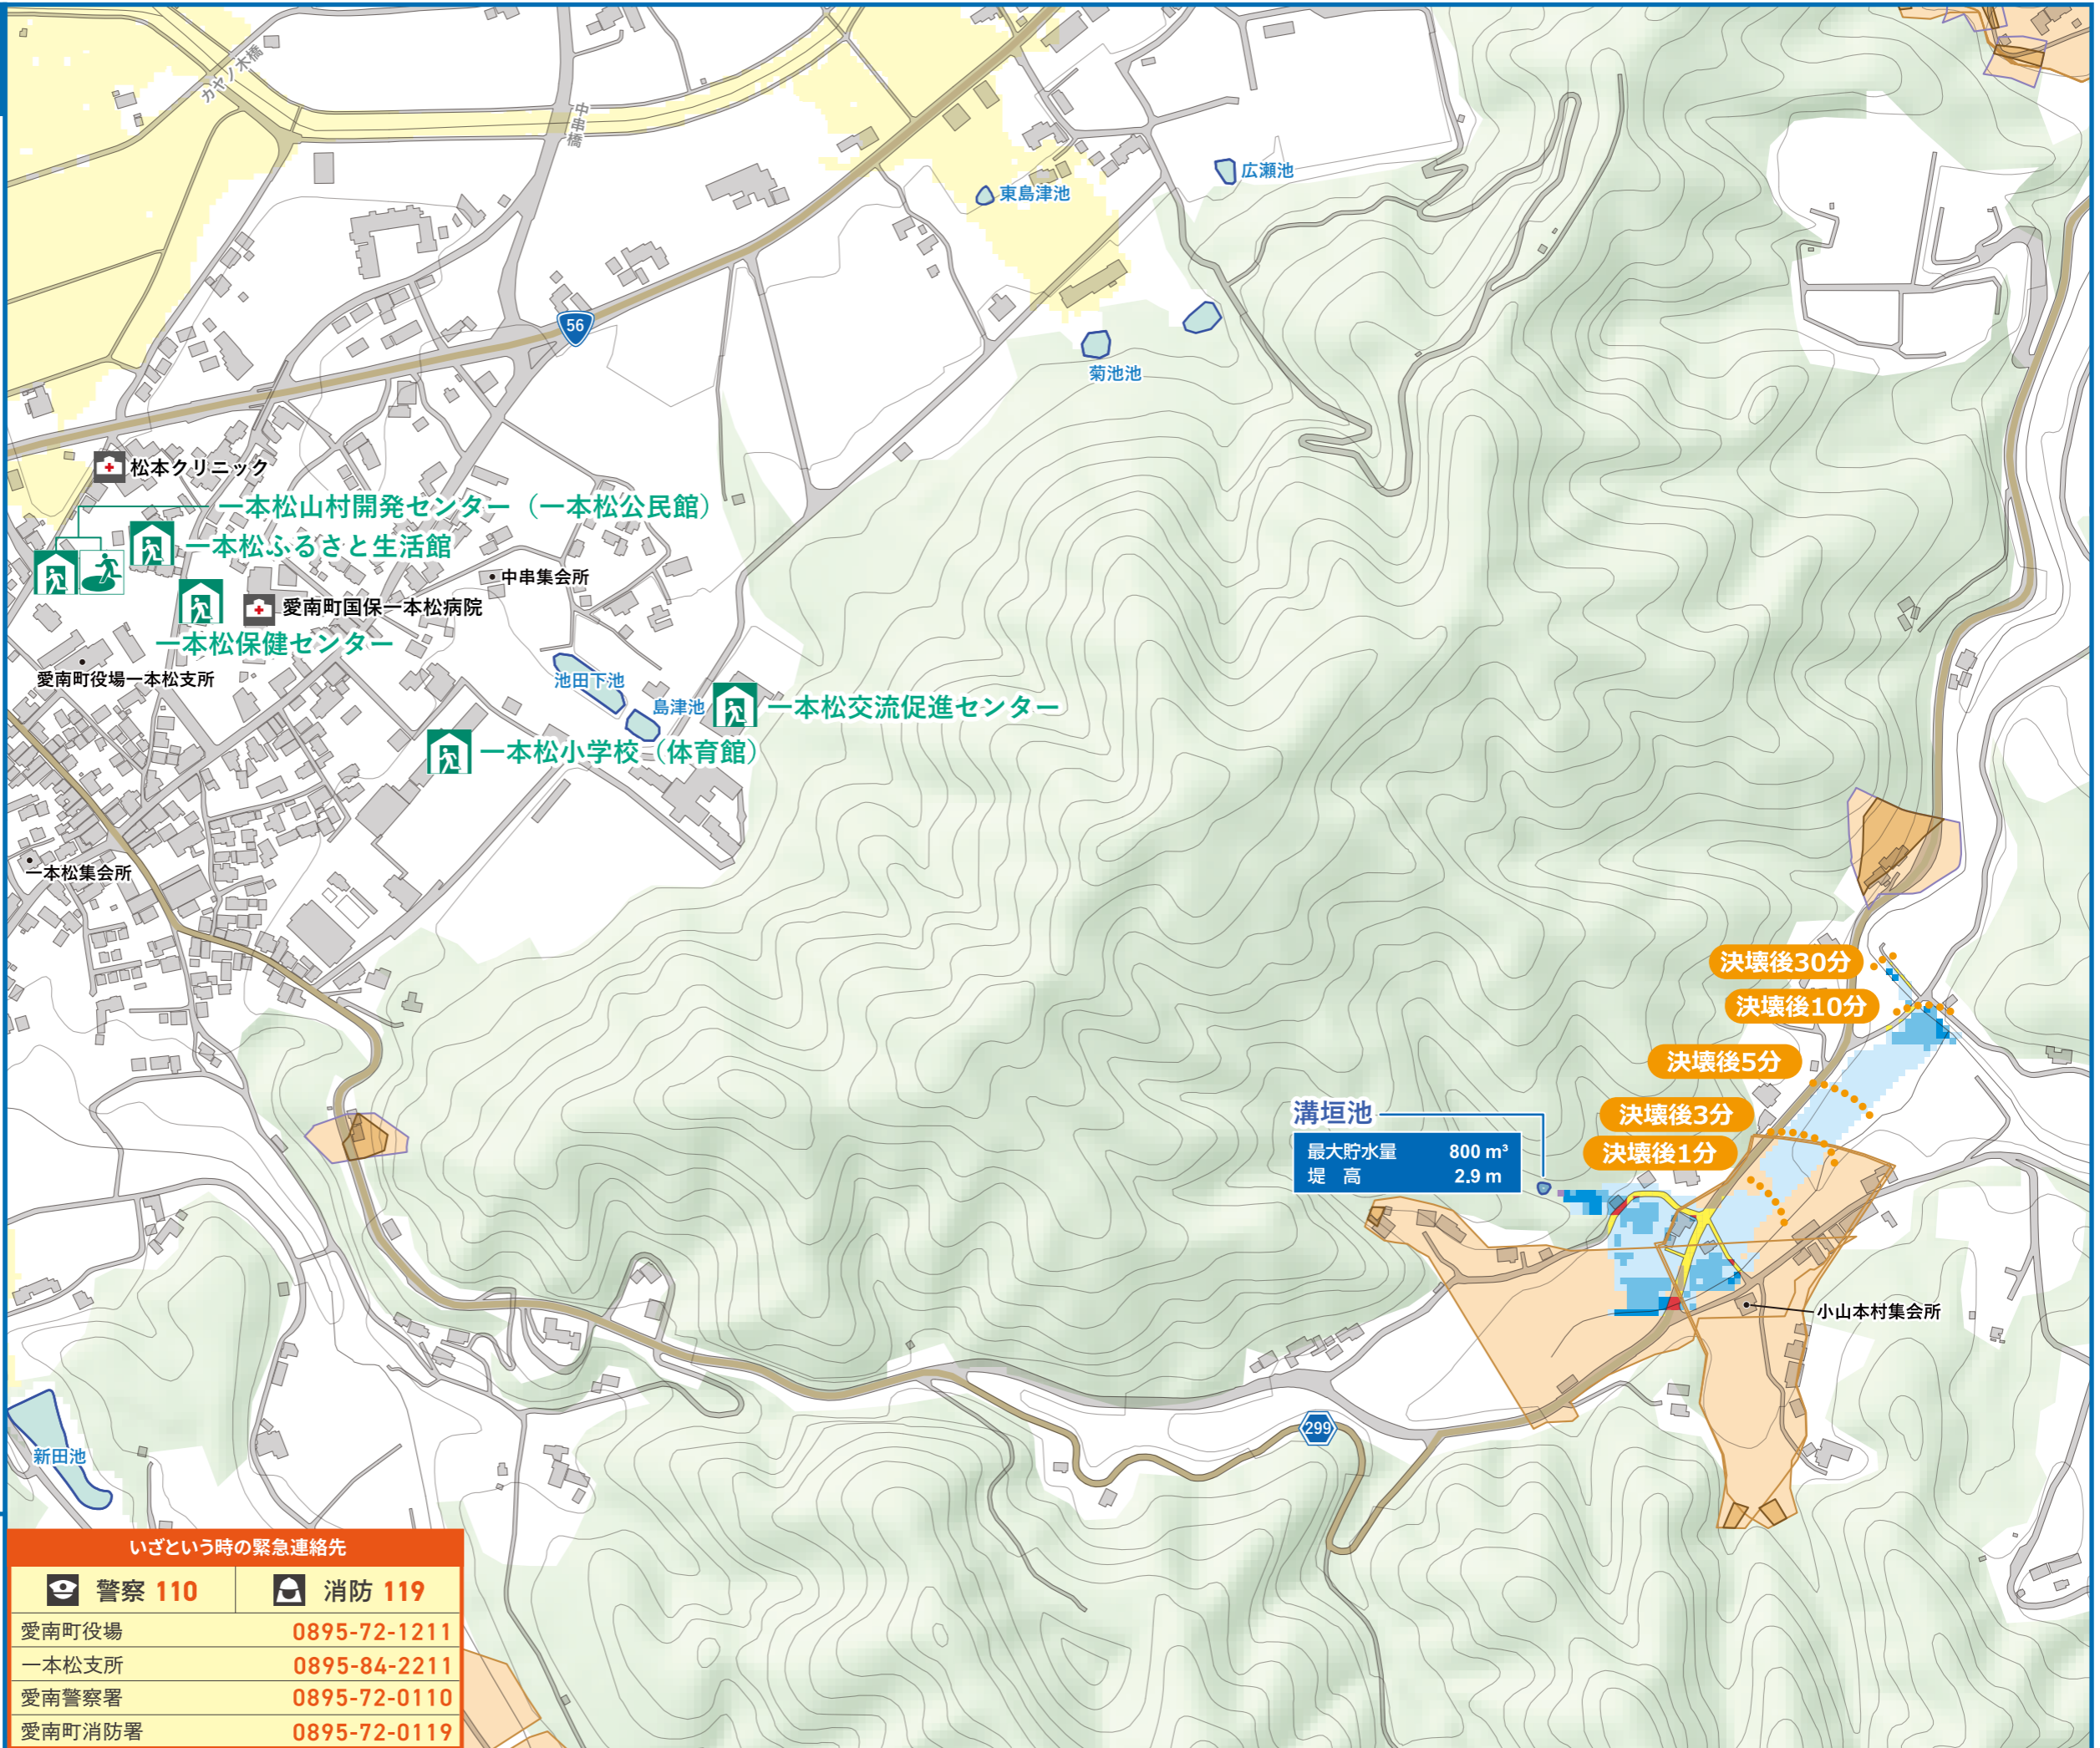 カヤノ木橋
中串橋
広瀬池
東島津池
56
菊池池
松本クリニック
一本松山村開発センター（一本松公民館）
一本松ふるさと生活館
中串集会所
愛南町国保一本松病院
一本松保健センター
愛南町役場一本松支所
池田下池
島津池
一本松交流促進センター
一本松小学校（体育館）
一本松集会所
決壊後30分
決壊後10分
決壊後5分
決壊後3分
決壊後1分
溝垣池
最大貯水量 800 m³
堤 高 2.9 m
小山本村集会所
299
新田池
いざという時の緊急連絡先
警察 110 消防 119
愛南町役場 0895-72-1211
一本松支所 0895-84-2211
愛南警察署 0895-72-0110
愛南町消防署 0895-72-0119